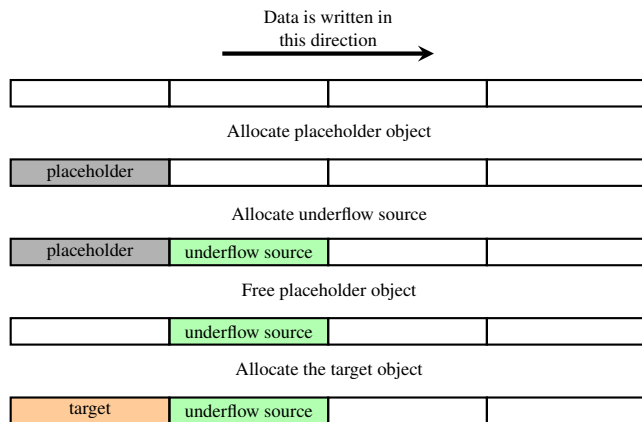 Data is written in
this direction
Allocate placeholder object
placeholder
Allocate underflow source
placeholder underflow source
Free placeholder object
underflow source
Allocate the target object
target underflow source